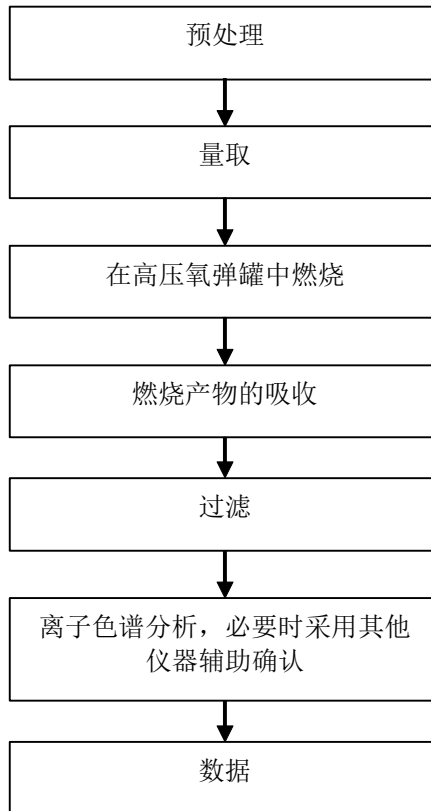 预处理
量取
在高压氧弹罐中燃烧
燃烧产物的吸收
过滤
离子色谱分析，必要时采用其他
仪器辅助确认
数据